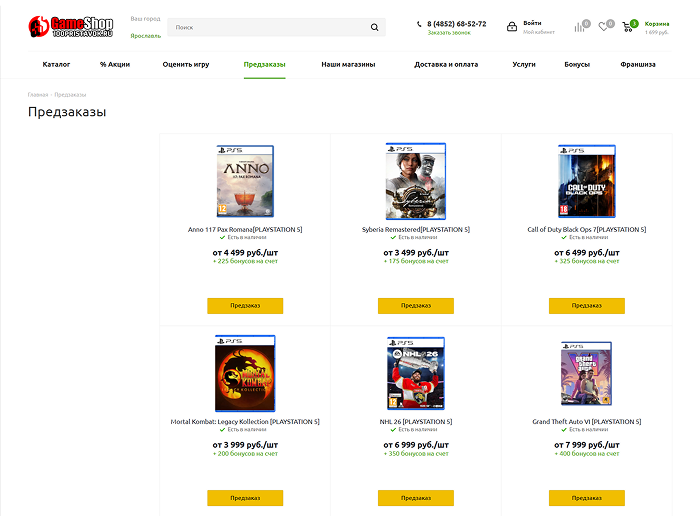 GameShop
100PRISTAVOK.RU
Ваш город
Ярославль
Поиск
8 (4852) 68-52-72
Заказать звонок
Войти
Мой кабинет
0
0
3
Корзина
1 699 руб.
Каталог
% Акции
Оценить игру
Предзаказы
Наши магазины
Доставка и оплата
Услуги
Бонусы
Франшиза
Главная - Предзаказы
Предзаказы
PS5
ANNO
117: PAX ROMANA
12
PS5
Syberia
PS5
CALL OF DUTY
BLACK OPS 7
18
Anno 117 Pax Romana[PLAYSTATION 5]
Есть в наличии
от 4 499 руб./шт
+ 225 бонусов на счет
Предзаказ
Syberia Remastered[PLAYSTATION 5]
Есть в наличии
от 3 499 руб./шт
+ 175 бонусов на счет
Предзаказ
Call of Duty Black Ops 7[PLAYSTATION 5]
Есть в наличии
от 6 499 руб./шт
+ 325 бонусов на счет
Предзаказ
PS5
MORTAL KOMBAT
PS5
NHL 26
PS5
grand theft auto
VI
Mortal Kombat: Legacy Kollection [PLAYSTATION 5]
Есть в наличии
от 3 999 руб./шт
+ 200 бонусов на счет
Предзаказ
NHL 26 [PLAYSTATION 5]
Есть в наличии
от 6 999 руб./шт
+ 350 бонусов на счет
Предзаказ
Grand Theft Auto VI [PLAYSTATION 5]
Есть в наличии
от 7 999 руб./шт
+ 400 бонусов на счет
Предзаказ